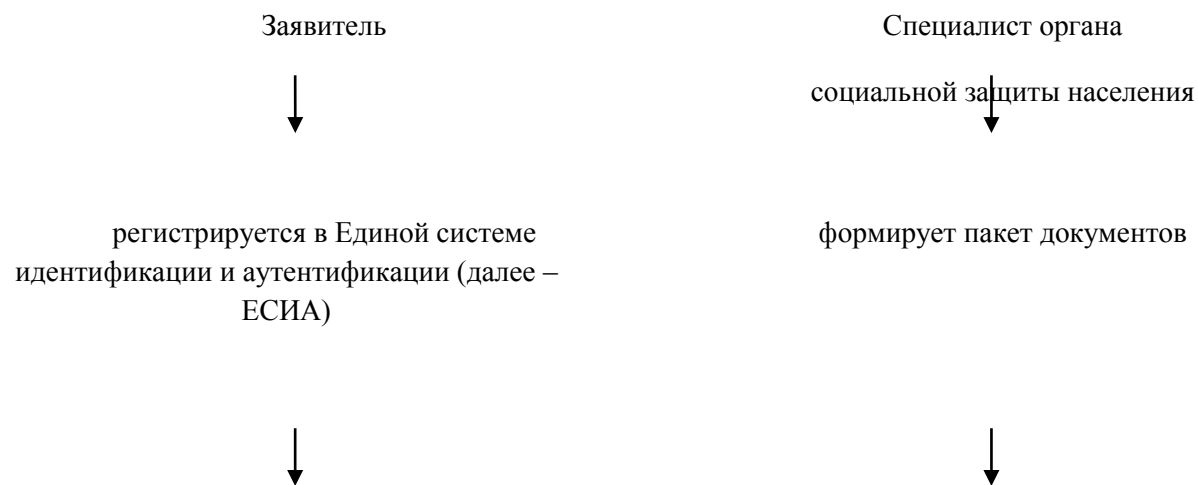 Заявитель
регистрируется в Единой системе
идентификации и аутентификации (далее –
ЕСИА)
Специалист органа
социальной защиты населения
формирует пакет документов